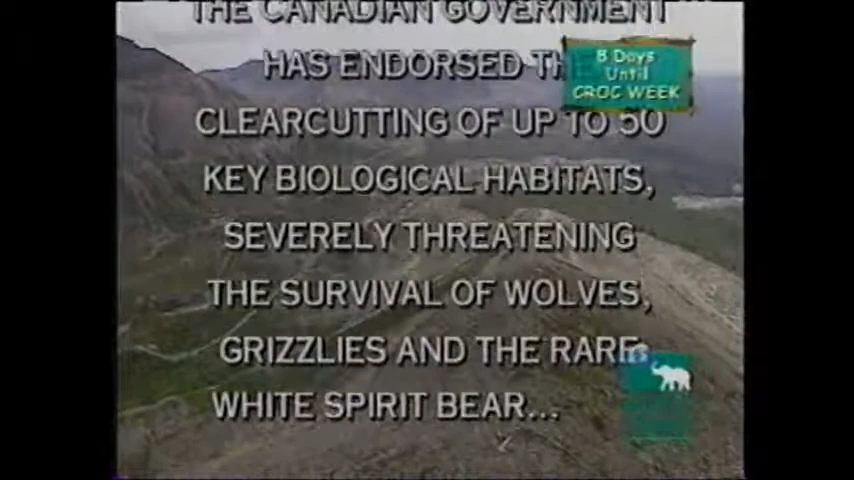 THE CANADIAN GOVERNMENT
HAS ENDORSED THE
8 Days
Until
CROC WEEK
CLEARCUTTING OF UP TO 50
KEY BIOLOGICAL HABITATS,
SEVERELY THREATENING
THE SURVIVAL OF WOLVES,
GRIZZLIES AND THE RARE
WHITE SPIRIT BEAR...